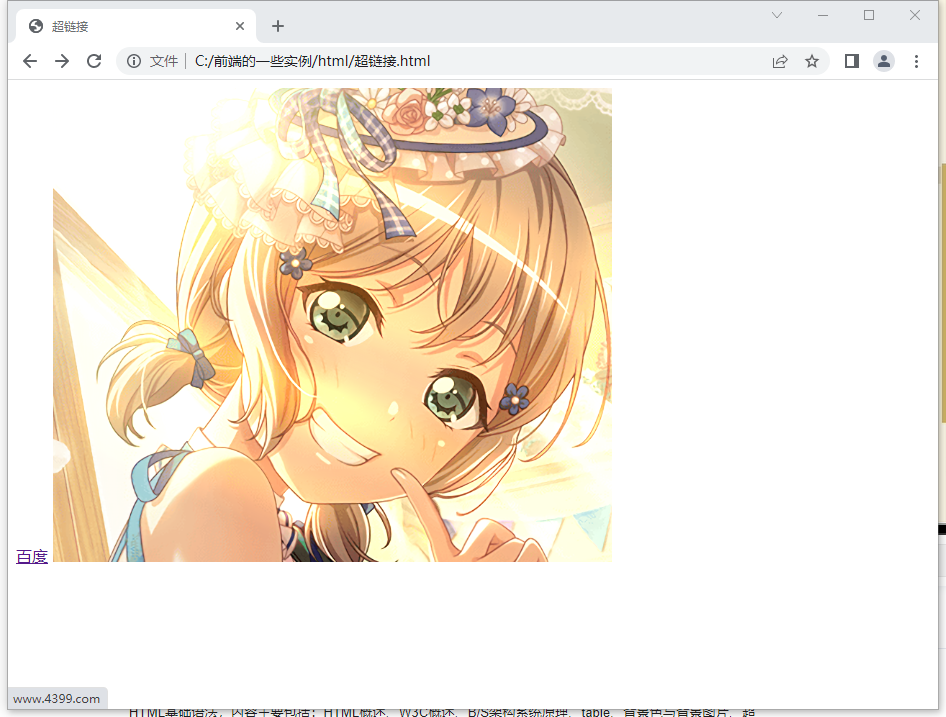 超链接
文件 C:/前端的一些实例/html/超链接.html
百度
www.4399.com
HTML基础语法，内容主要包括：HTML概述、W3C概述、B/S架构系统原理、table、背景色与背景图片、超